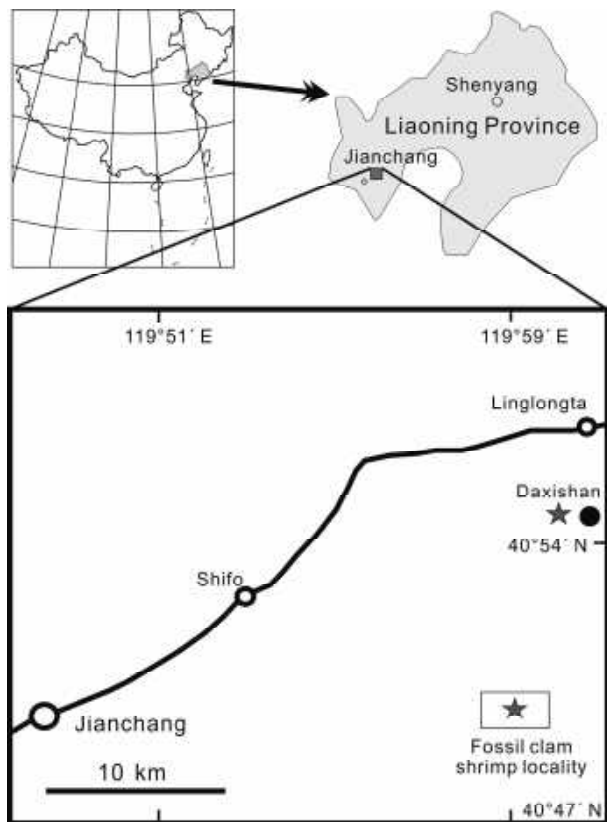 Shenyang
Liaoning Province
Jianchang
119°51′ E
119°59′ E
Linglongta
Daxishan
40°54′ N
Shifo
Jianchang
10 km
Fossil clam
shrimp locality
40°47′ N